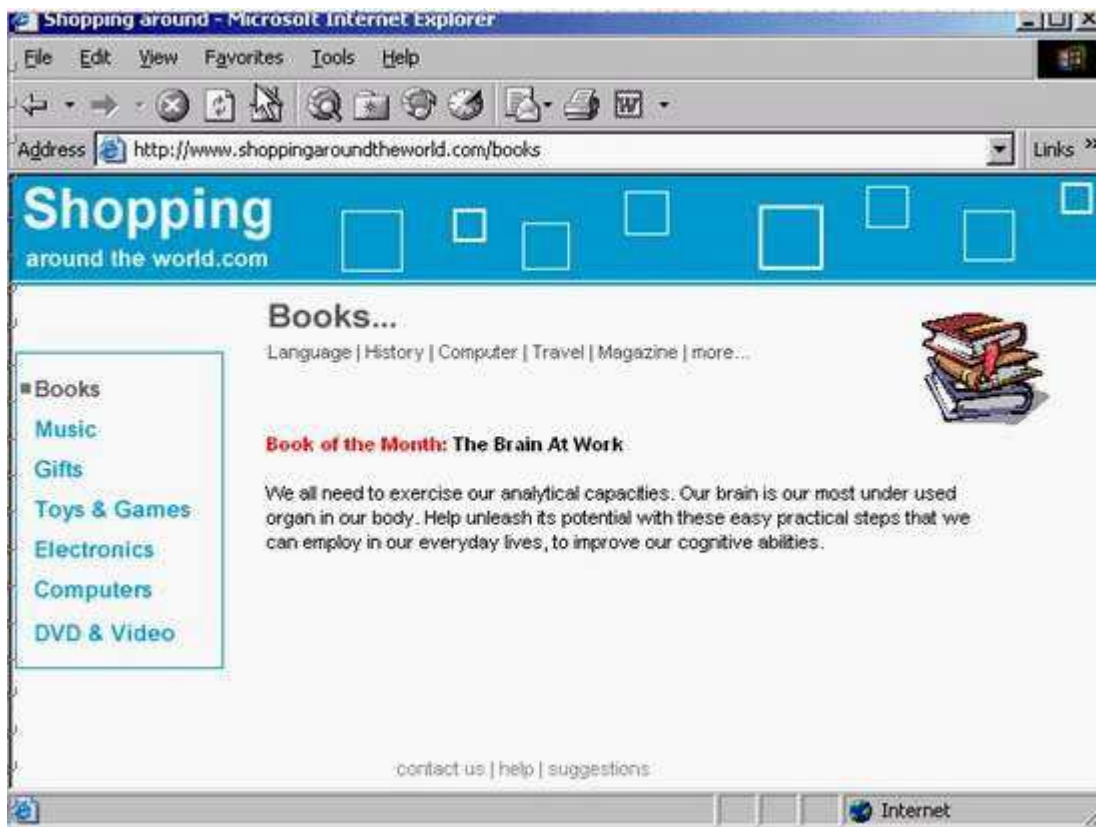 Shopping around - Microsoft Internet Explorer
File Edit View Favorites Tools Help
W
Address http://www.shoppingaroundtheworld.com/books Links »
Shopping
around the world.com
Books...
Language | History | Computer | Travel | Magazine | more...
Books
Music
Gifts
Toys & Games
Electronics
Computers
DVD & Video
Book of the Month: The Brain At Work
We all need to exercise our analytical capacities. Our brain is our most under used
organ in our body. Help unleash its potential with these easy practical steps that we
can employ in our everyday lives, to improve our cognitive abilities.
contact us | help | suggestions
Internet